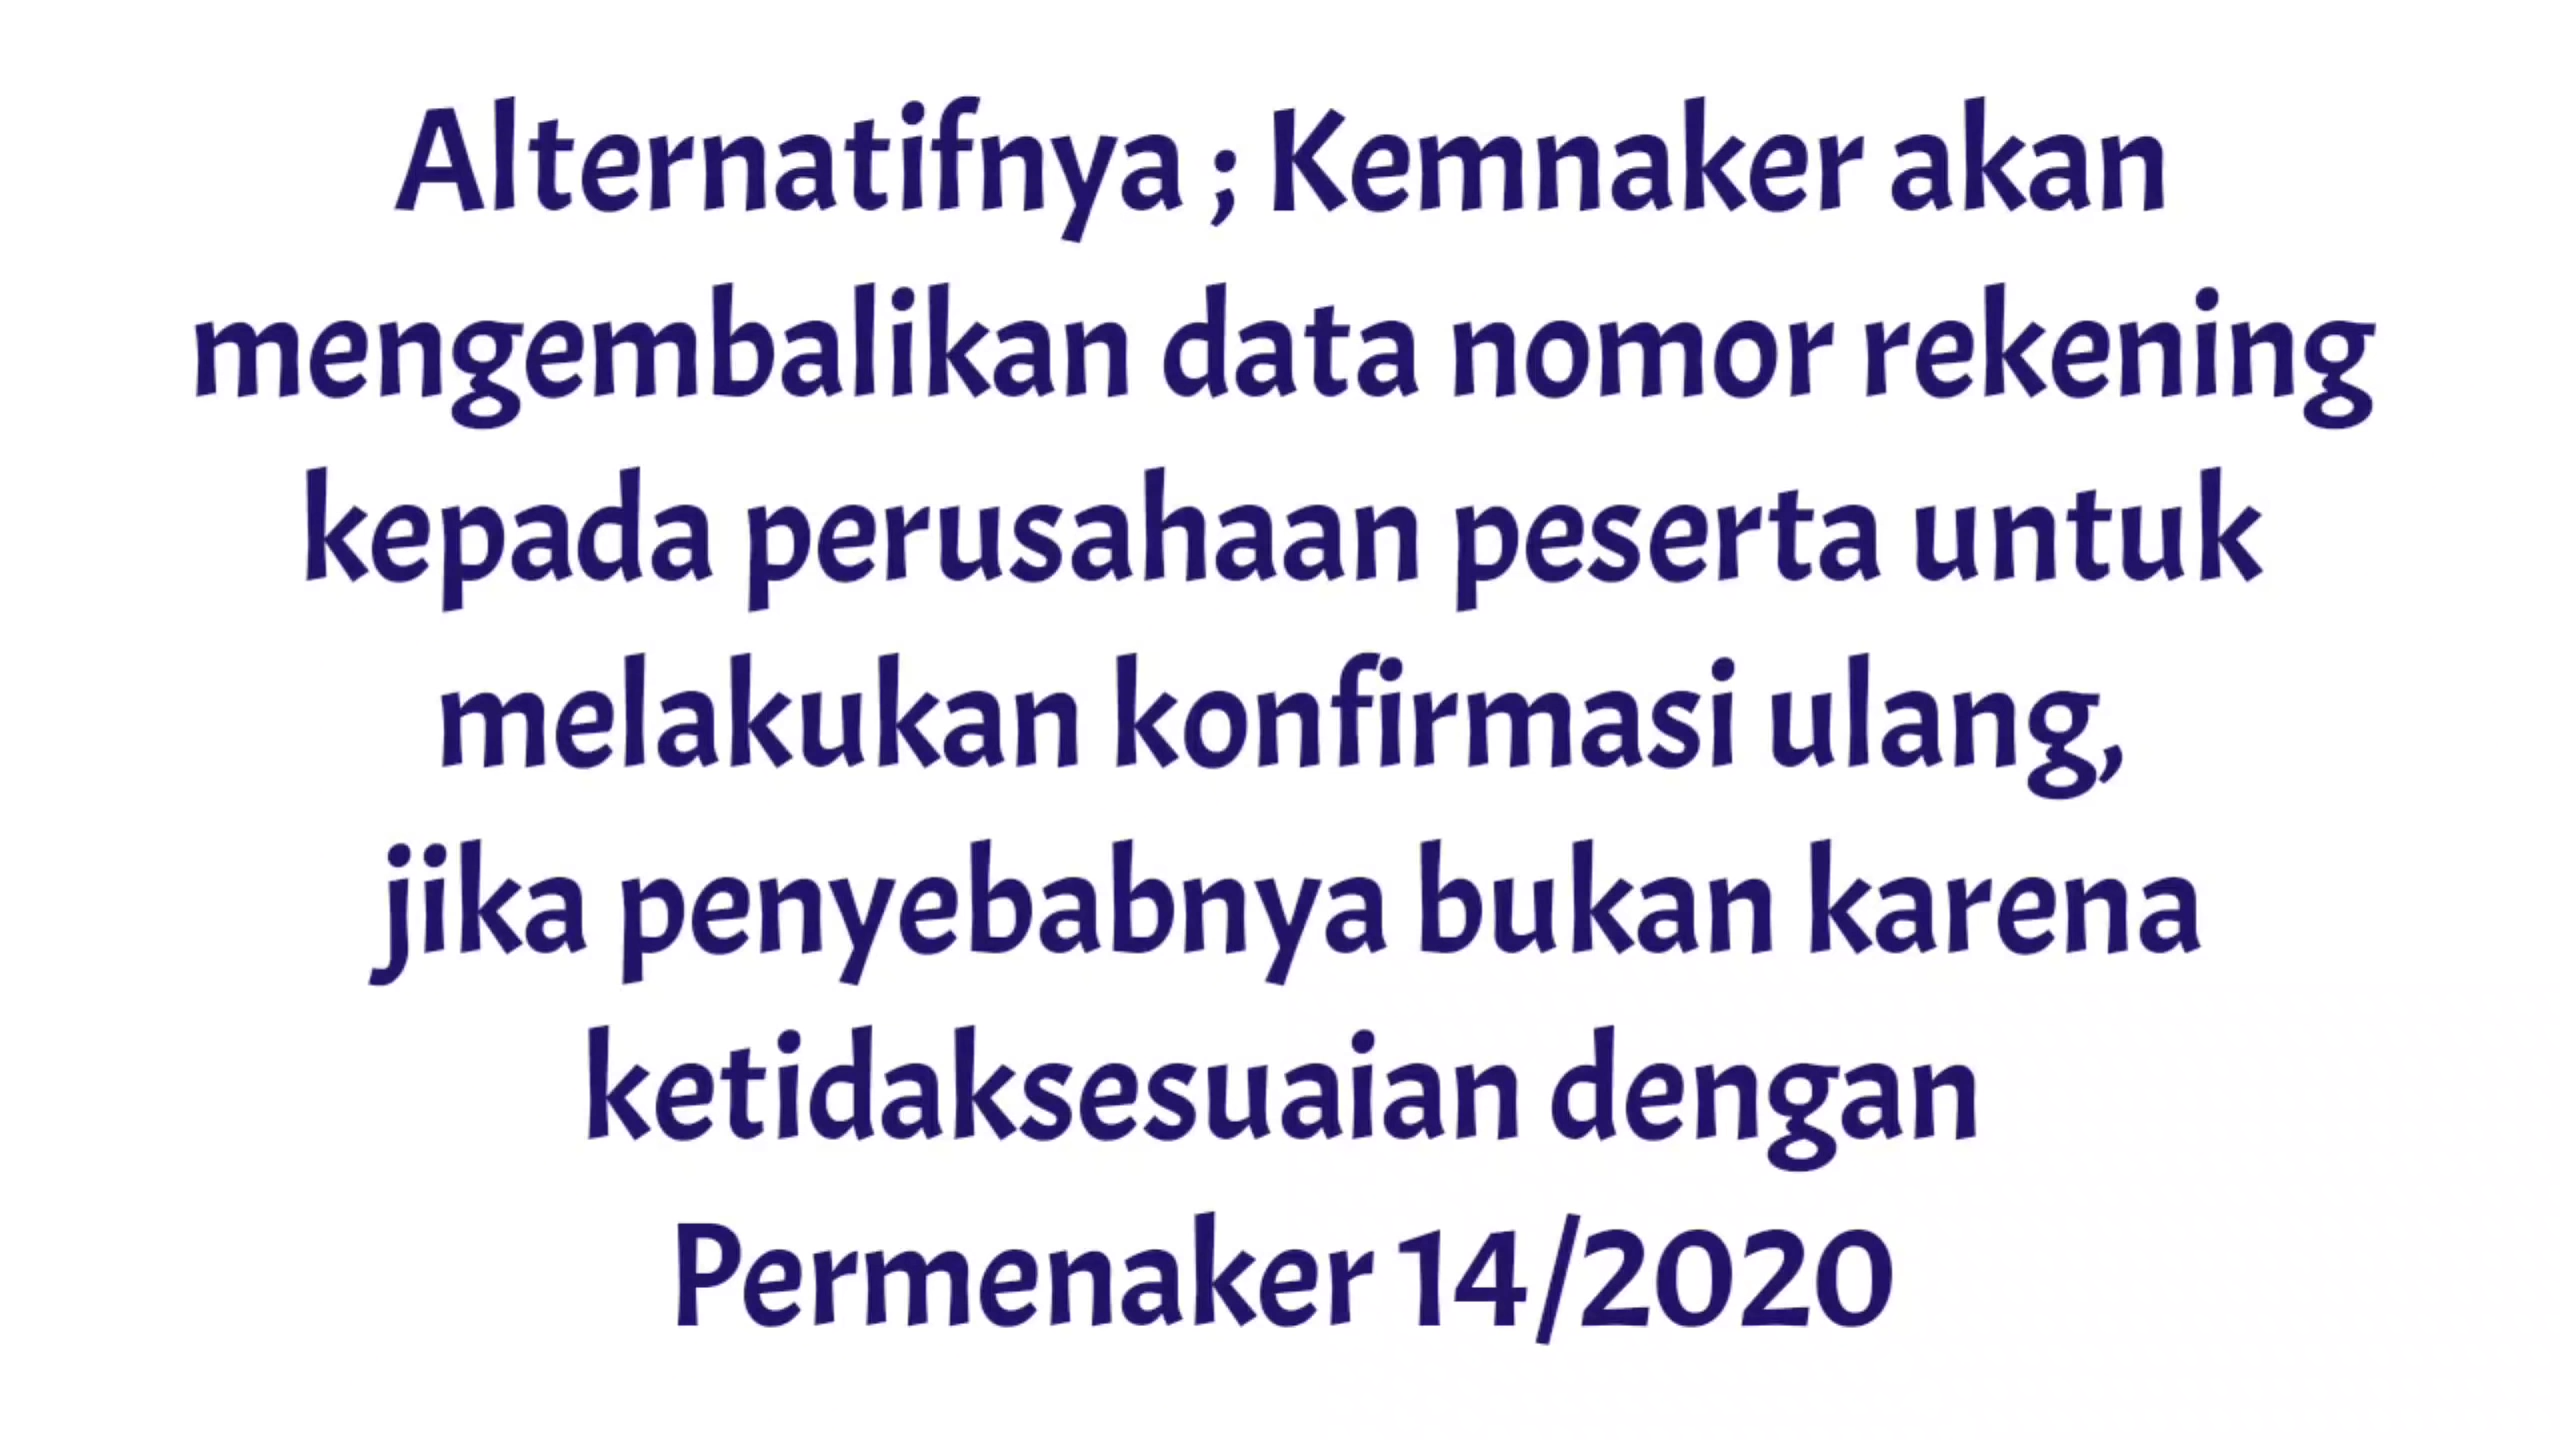 Alternatifnya ; Kemnaker akan
mengembalikan data nomor rekening
kepada perusahaan peserta untuk
melakukan konfirmasi ulang,
jika penyebabnya bukan karena
ketidaksesuaian dengan
Permenaker 14/2020